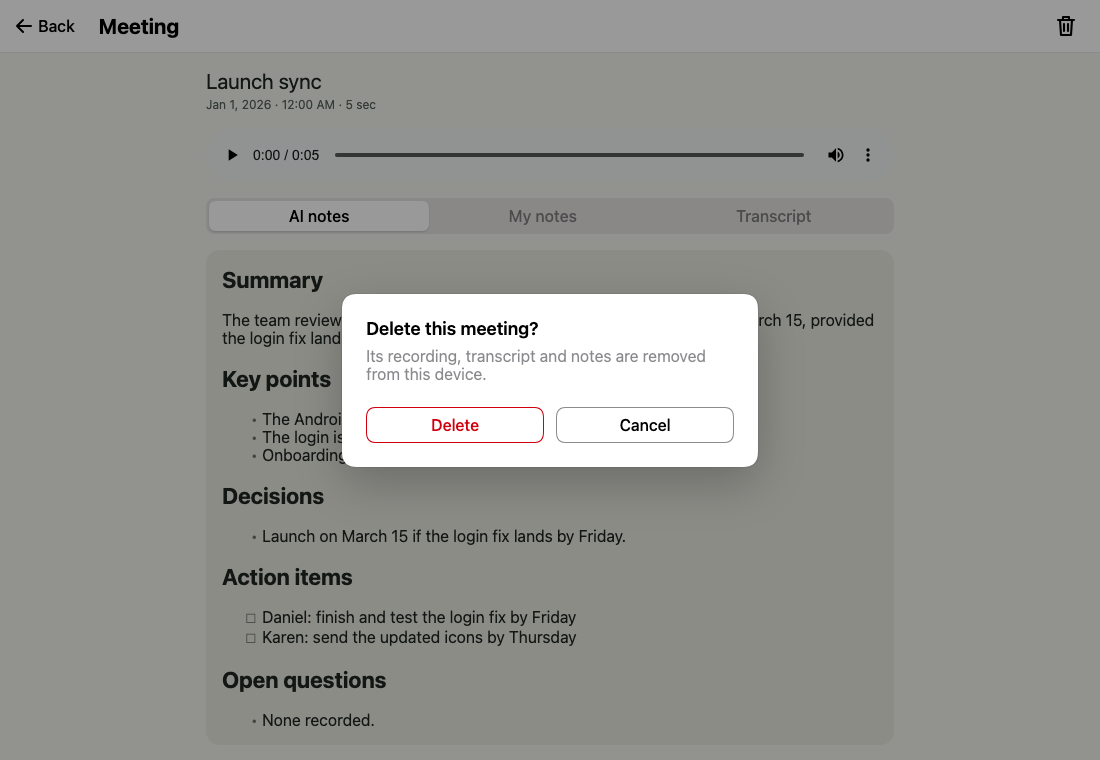 Back Meeting
Launch sync
Jan 1, 2026 · 12:00 AM · 5 sec
0:00 / 0:05
AI notes My notes Transcript
Summary
The team review rch 15, provided
the login fix land
Delete this meeting?
Its recording, transcript and notes are removed
from this device.
Delete Cancel
Key points
• The Androi
• The login is
• Onboarding
Decisions
• Launch on March 15 if the login fix lands by Friday.
Action items
☐ Daniel: finish and test the login fix by Friday
☐ Karen: send the updated icons by Thursday
Open questions
• None recorded.